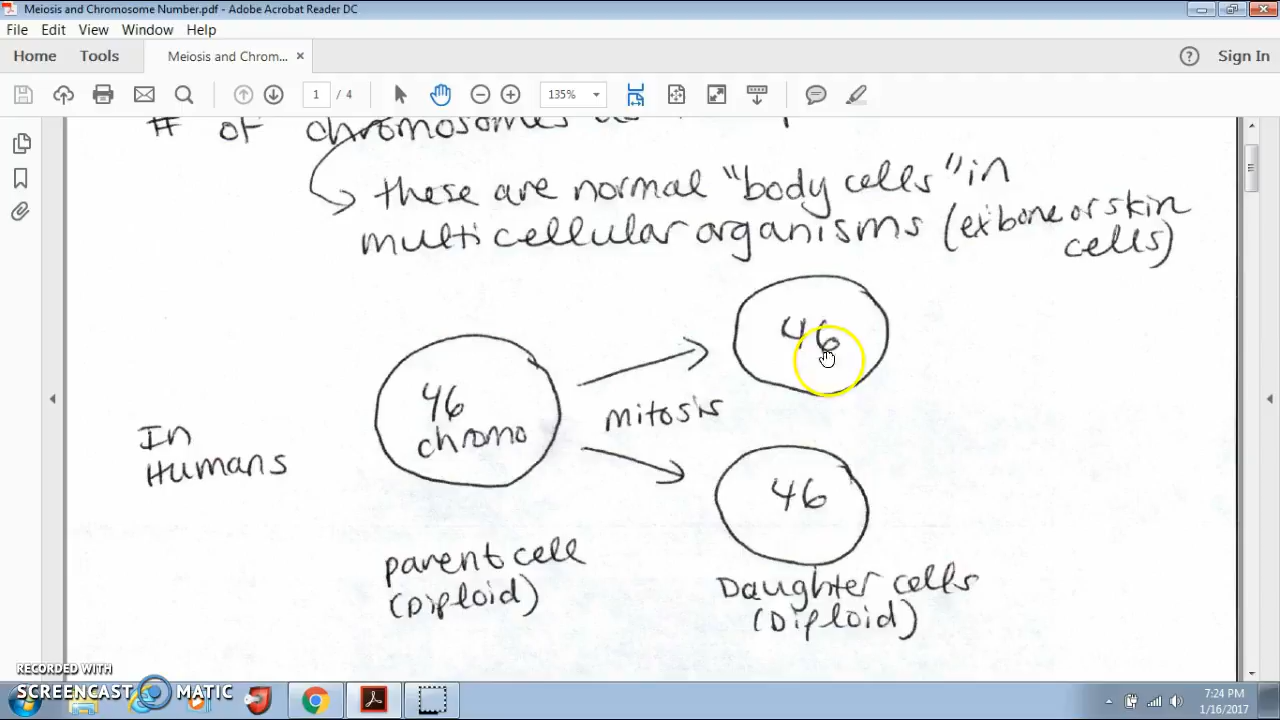 Meiosis and Chromosome Number.pdf - Adobe Acrobat Reader DC
File Edit View Window Help
Home Tools Meiosis and Chrom... × ? Sign In
1 / 4 135%
# of chromosomes
these are normal "body cells" in
multicellular organisms (ex: bone or skin
cells)
46
46
chromo
mitosis
In
Humans
46
parent cell
(Diploid)
Daughter cells
(Diploid)
RECORDED WITH
SCREENCAST MATIC
7:24 PM
1/16/2017